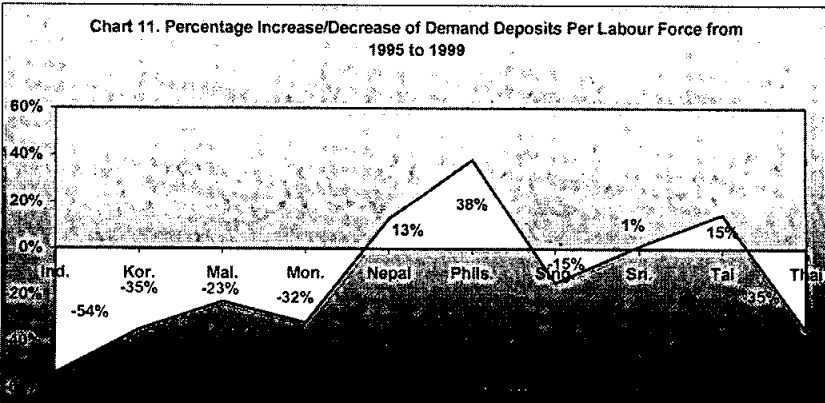 Chart 11. Percentage Increase/Decrease of Demand Deposits Per Labour Force from
1995 to 1999
60%
40%
20%
0%
Ind. Kor. Mal. Mon. Nepal Phils. Sing. Sri. Tai Thai
-54% -35% -23% -32% 13% 38% -15% 1% 15% -35%
-20%
-40%